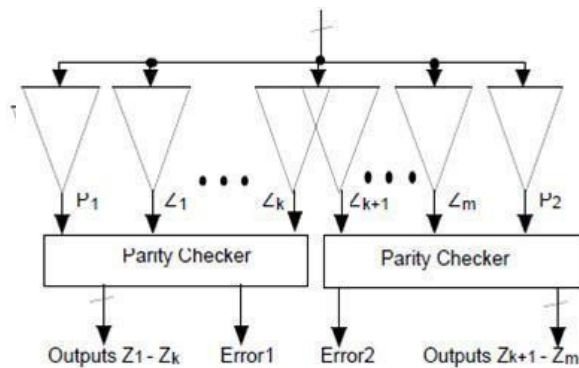 P1 Z1 Zk Zk+1 Zm P2
Parity Checker Parity Checker
Outputs Z1 - Zk Error1 Error2 Outputs Zk+1 - Zm